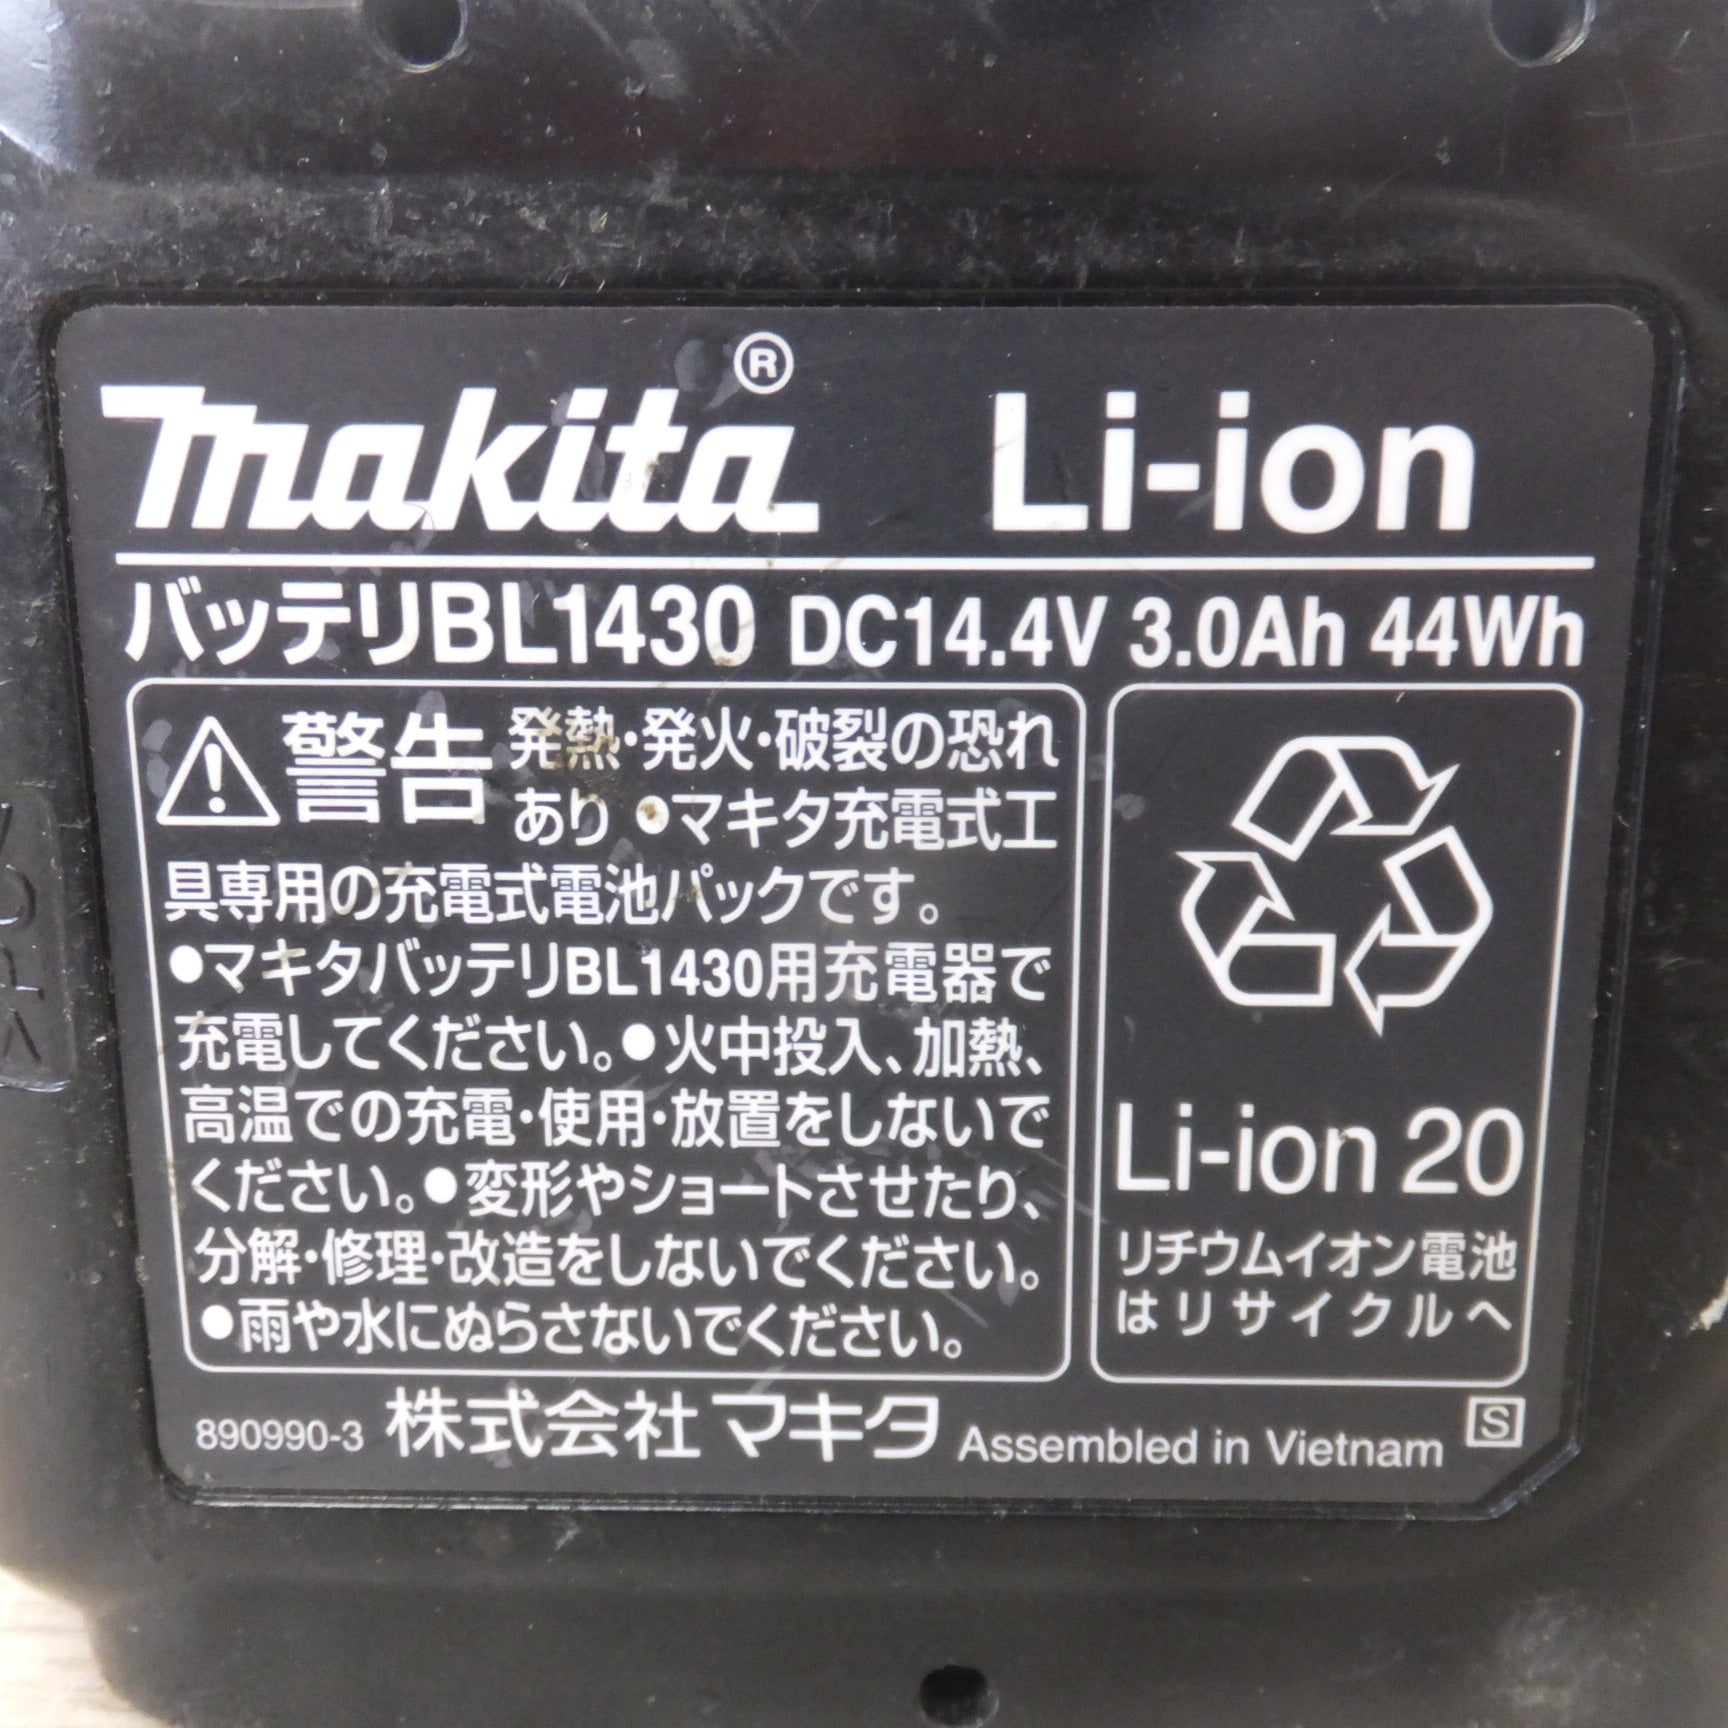 makita® Li-ion
バッテリBL1430 DC14.4V 3.0Ah 44Wh
警告 発熱・発火・破裂の恐れ
あり ●マキタ充電式工
具専用の充電式電池パックです。
●マキタバッテリBL1430用充電器で
充電してください。●火中投入、加熱、
高温での充電・使用・放置をしないで
ください。●変形やショートさせたり、
分解・修理・改造をしないでください。
●雨や水にぬらさないでください。
Li-ion 20
リチウムイオン電池
はリサイクルへ
890990-3 株式会社マキタ Assembled in Vietnam S